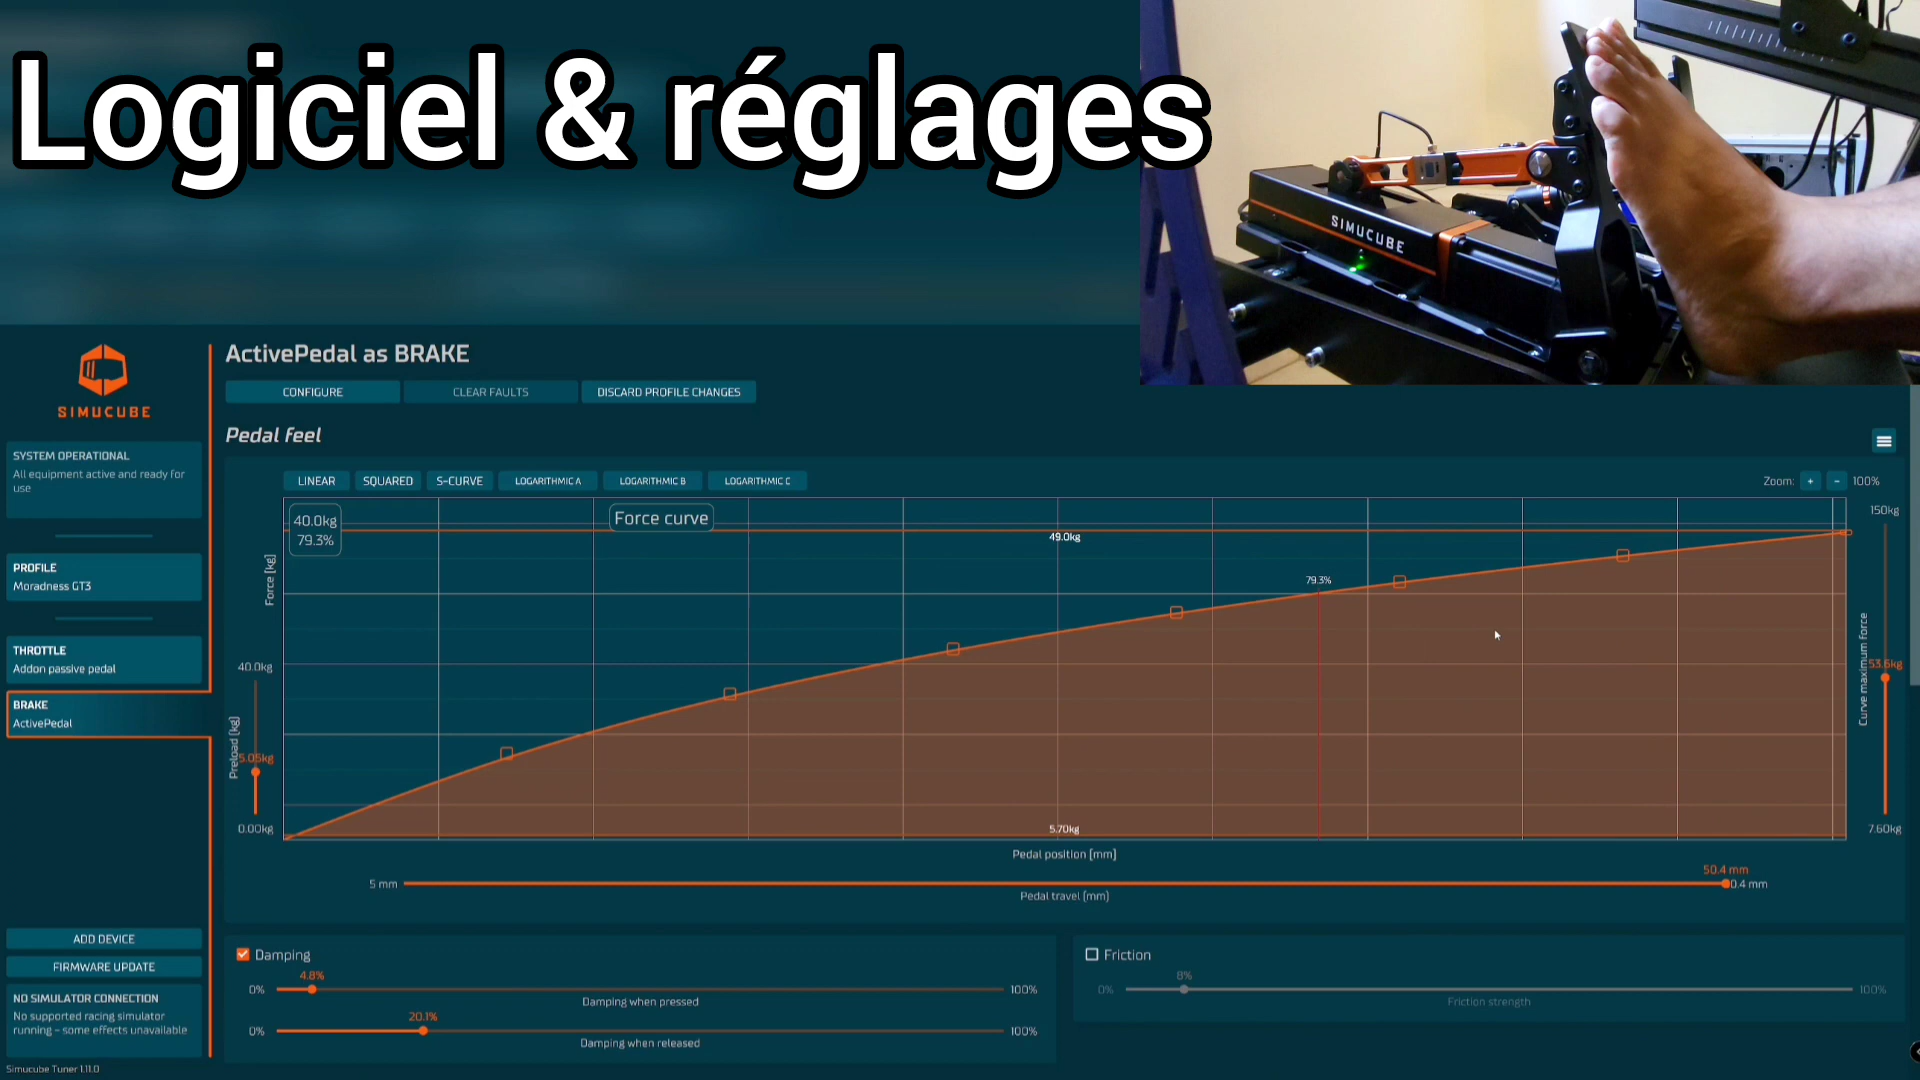 Logiciel & réglages
SIMUCUBE
SIMUCUBE
ActivePedal as BRAKE
CONFIGURE
CLEAR FAULTS
DISCARD PROFILE CHANGES
Pedal feel
SYSTEM OPERATIONAL
All equipment active and ready for
use
PROFILE
Moradness GT3
THROTTLE
Addon passive pedal
BRAKE
ActivePedal
ADD DEVICE
FIRMWARE UPDATE
NO SIMULATOR CONNECTION
No supported racing simulator
running - some effects unavailable
Simucube Tuner 1.11.0
LINEAR
SQUARED
S-CURVE
LOGARITHMIC A
LOGARITHMIC B
LOGARITHMIC C
Zoom: + - 100%
40.0kg
79.3%
Force curve
49.0kg
79.3%
5.70kg
Force [kg]
40.0kg
Preload [kg]
5.05kg
0.00kg
150kg
Curve maximum force
53.6kg
7.60kg
Pedal position [mm]
50.4 mm
5 mm
0.4 mm
Pedal travel [mm]
Damping
4.8%
0%
100%
Damping when pressed
20.1%
0%
100%
Damping when released
Friction
8%
0%
100%
Friction strength